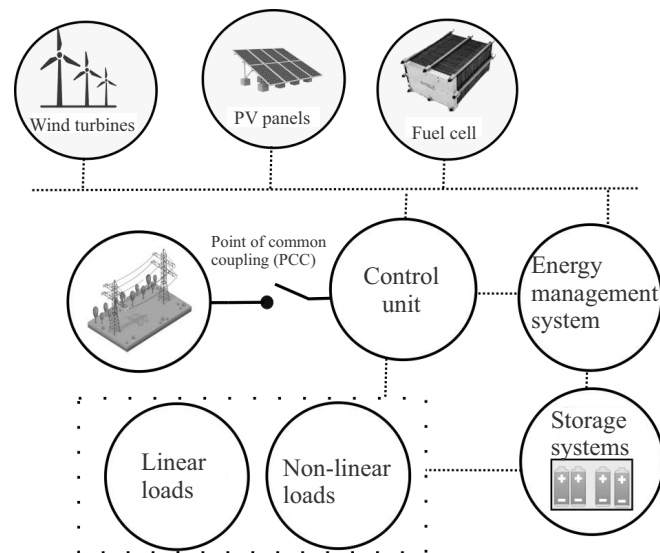 Wind turbines
PV panels
Fuel cell
Point of common
coupling (PCC)
Control
unit
Energy
management
system
Linear
loads
Non-linear
loads
Storage
systems